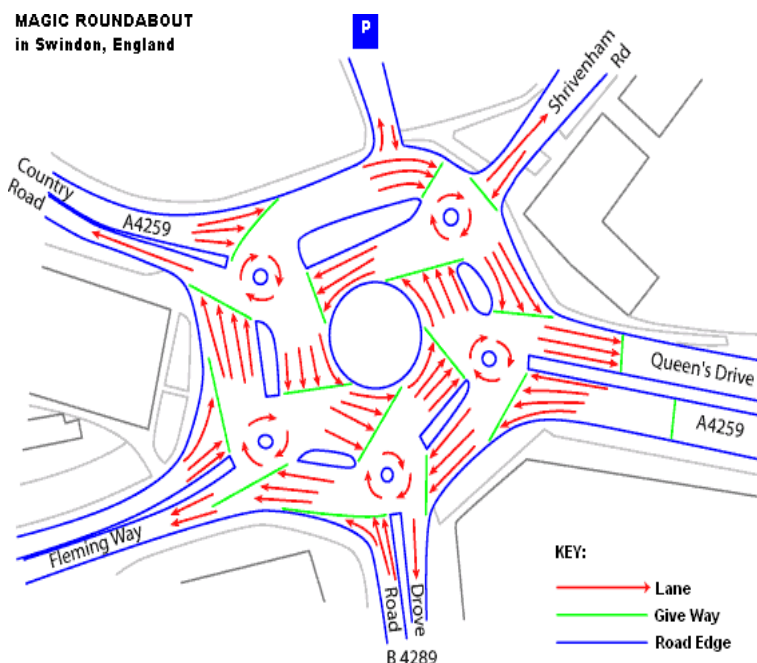 MAGIC ROUNDABOUT
in Swindon, England
P
Shrivenham
Rd
Country
Road
A4259
Queen's Drive
A4259
Fleming Way
Road
Drove
B 4289
KEY:
Lane
Give Way
Road Edge